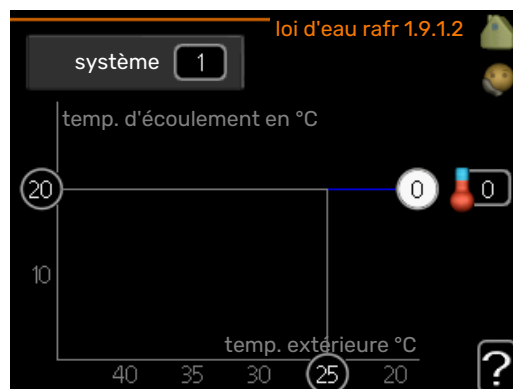 loi d'eau rafr 1.9.1.2
système 1
temp. d'écoulement en °C
20
0
0
10
temp. extérieure °C
40 35 30 25 20
?